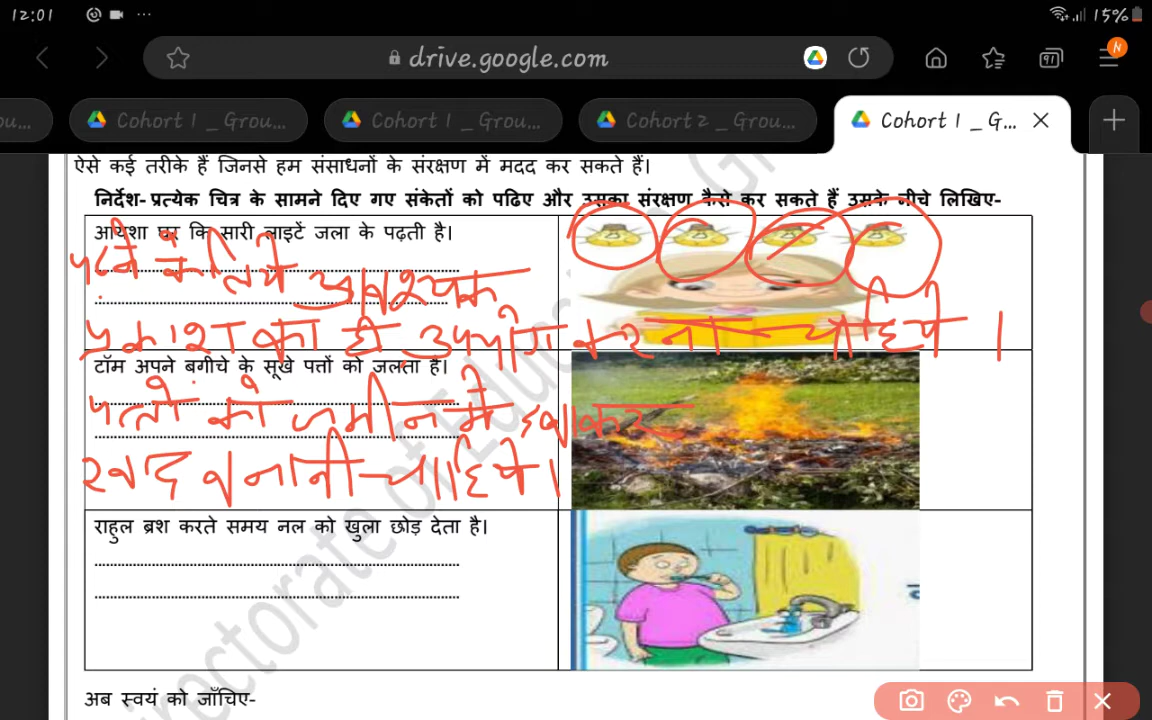 12:01 ... 15%
drive.google.com 91 N
Cohort 1 _ Grou... Cohort 1 _ Grou... Cohort 2 _ Grou... Cohort 1 _ G...
ऐसे कई तरीके हैं जिनसे हम संसाधनों के संरक्षण में मदद कर सकते हैं।
निर्देश- प्रत्येक चित्र के सामने दिए गए संकेतों को पढिए और उसका संरक्षण कैसे कर सकते हैं उसके नीचे लिखिए-
आयशा घर कि सारी लाइटें जला के पढ़ती है।
पढ़ने के लिये आवश्यक
प्रकाश का ही उपयोग करना चाहिये।
टॉम अपने बगीचे के सूखे पत्तों को जलता है।
पत्तों को जमीन में दबाकर
खाद बनानी चाहिये।
राहुल ब्रश करते समय नल को खुला छोड़ देता है।
अब स्वयं को जाँचिए-